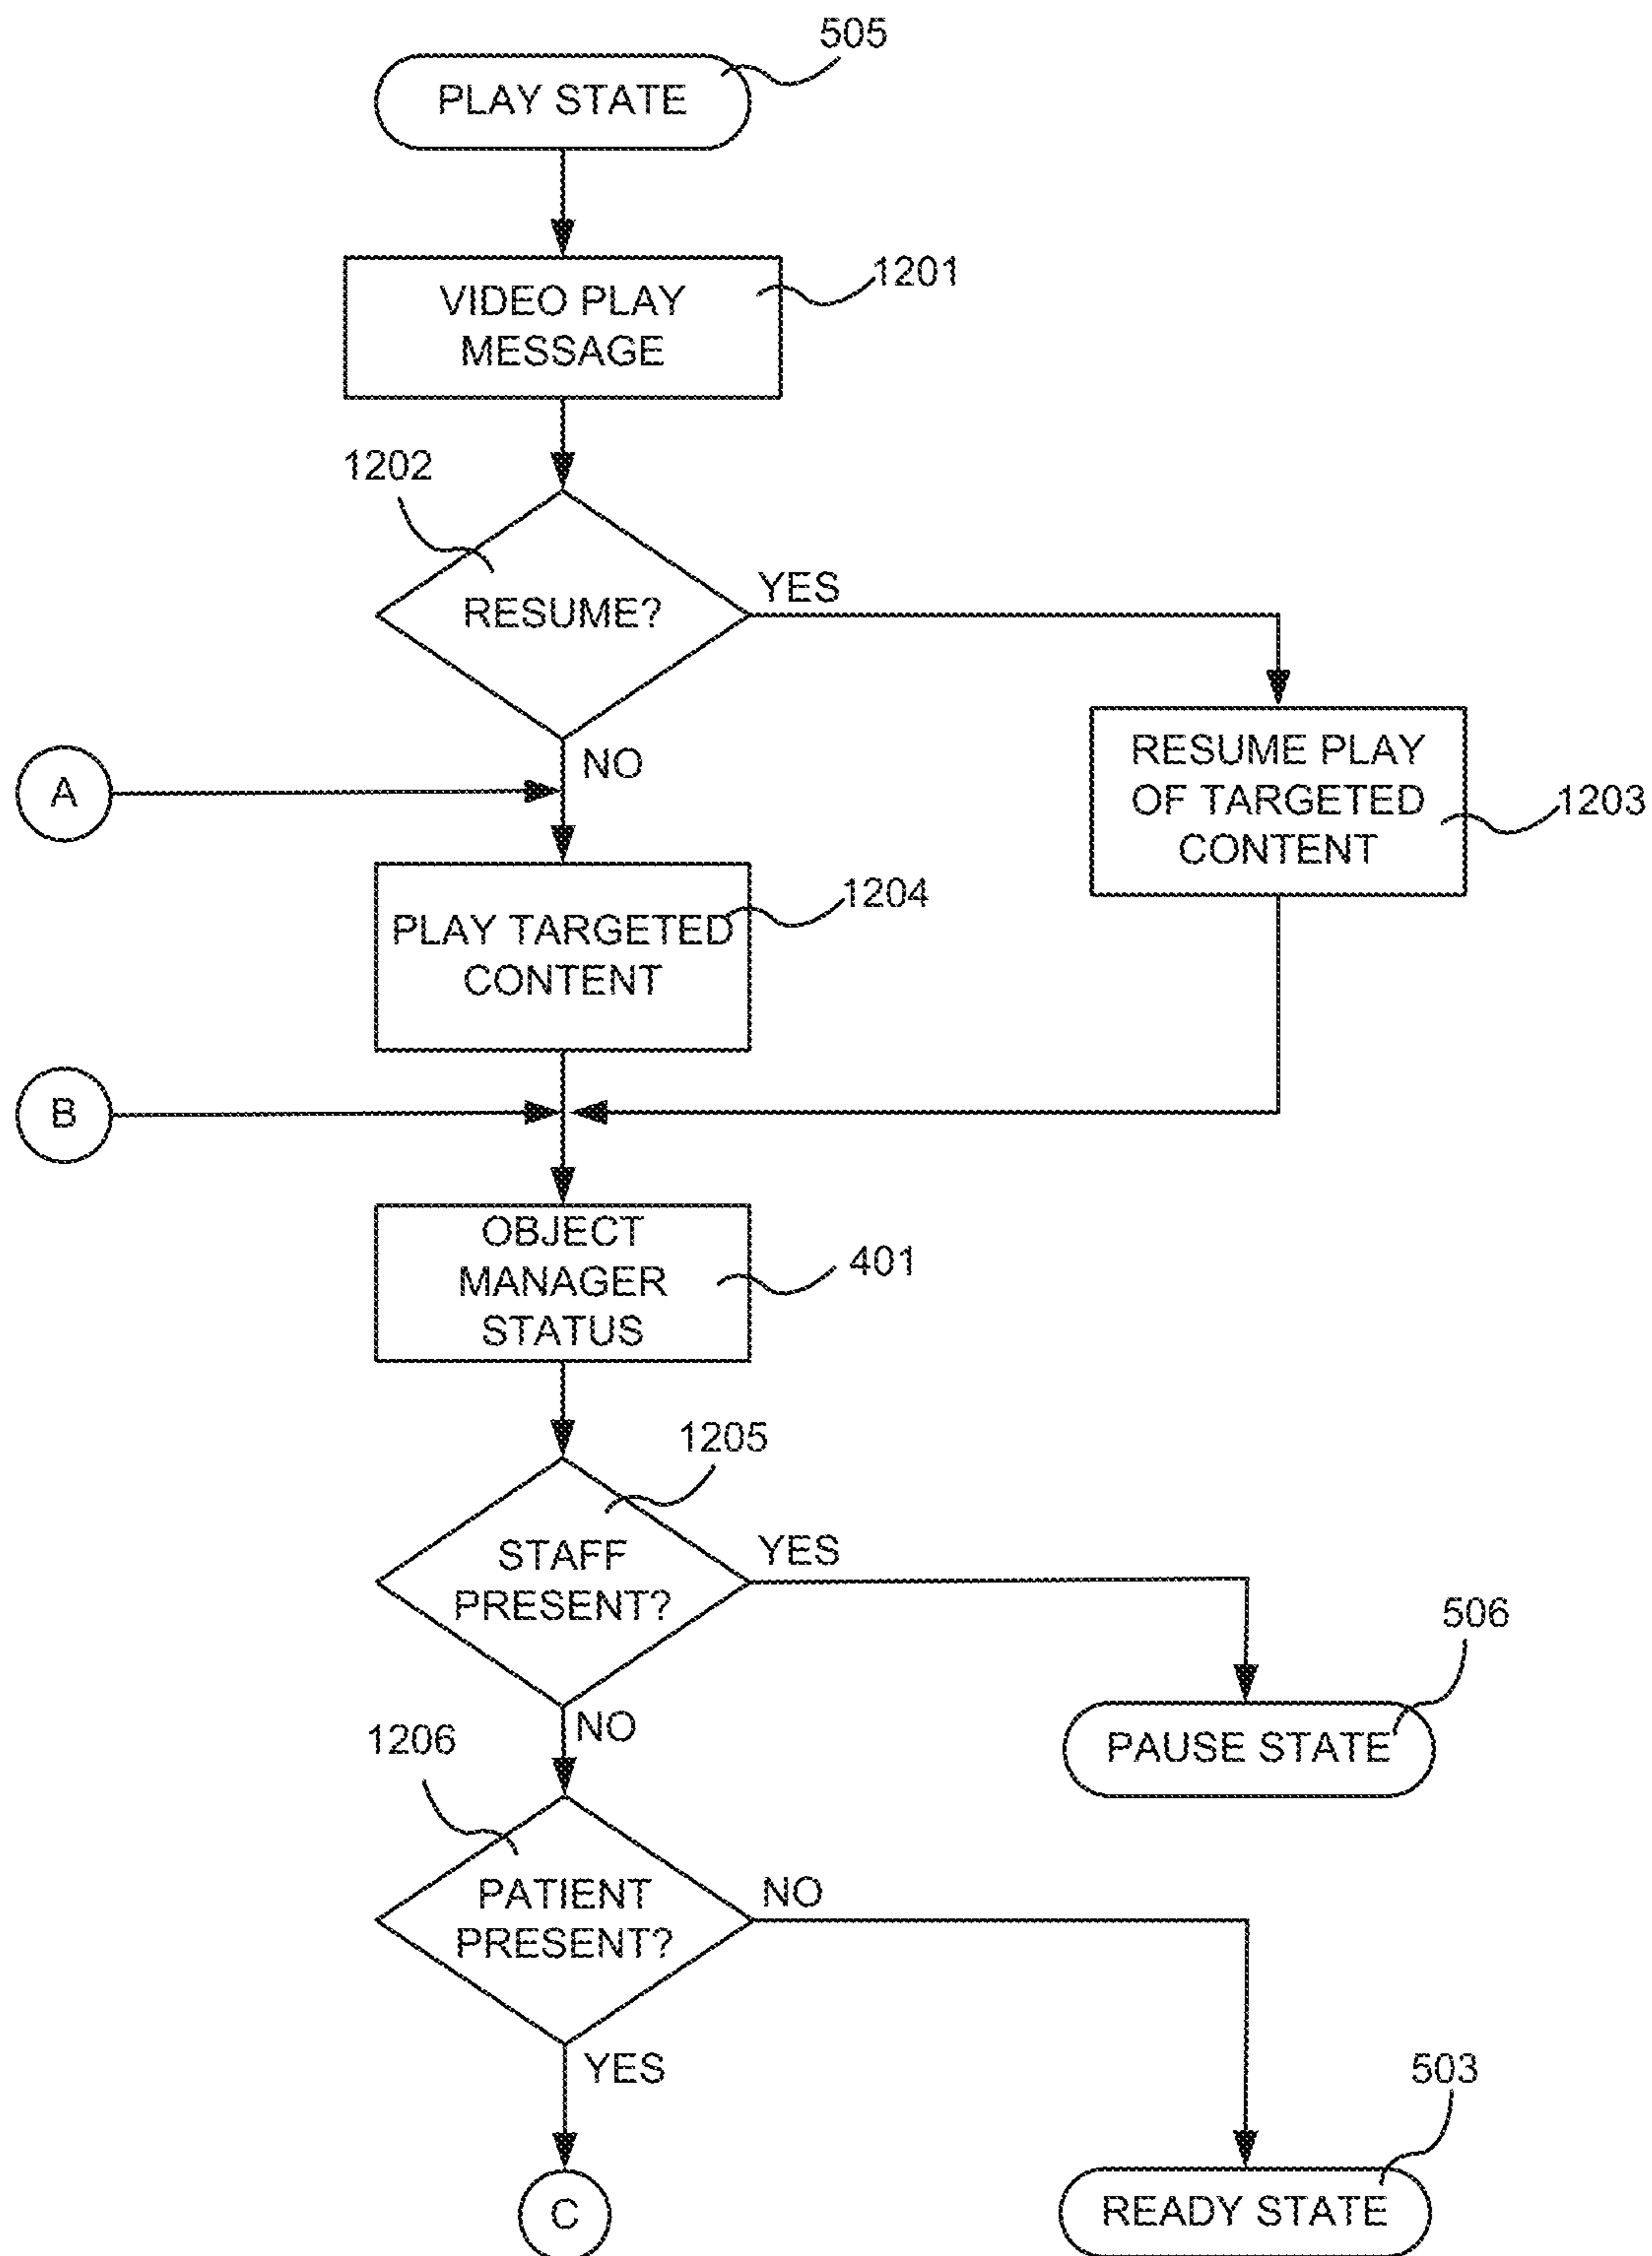 505
PLAY STATE
1201
VIDEO PLAY
MESSAGE
1202
RESUME?
YES
NO
A
RESUME PLAY
OF TARGETED
CONTENT
1203
1204
PLAY TARGETED
CONTENT
B
OBJECT
MANAGER
STATUS
401
1205
STAFF
PRESENT?
YES
NO
506
PAUSE STATE
1206
PATIENT
PRESENT?
NO
YES
503
READY STATE
C